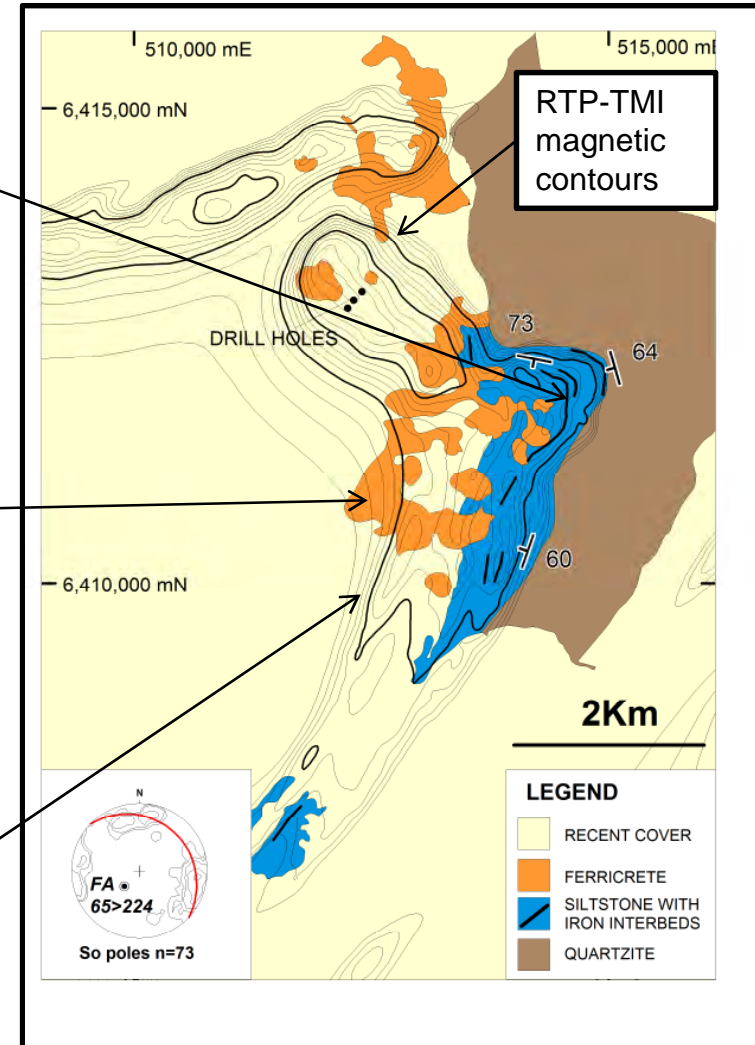 510,000 mE
515,000 mE
6,415,000 mN
RTP-TMI
magnetic
contours
73
64
DRILL HOLES
60
6,410,000 mN
2Km
N
FA
65>224
So poles n=73
LEGEND
RECENT COVER
FERRICRETE
SILTSTONE WITH
IRON INTERBEDS
QUARTZITE